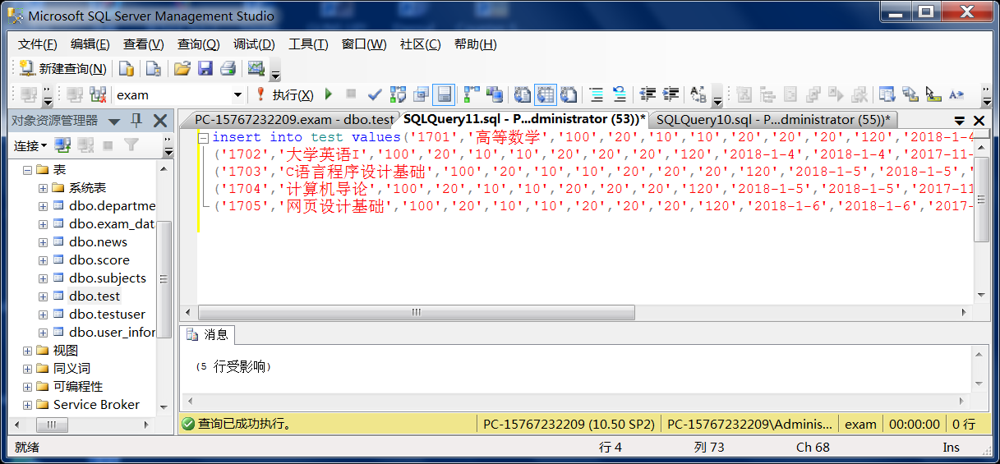 Microsoft SQL Server Management Studio
文件(F) 编辑(E) 查看(V) 查询(Q) 调试(D) 工具(T) 窗口(W) 社区(C) 帮助(H)
新建查询(N)
exam 执行(X)
对象资源管理器
连接
表
系统表
dbo.departme
dbo.exam_dat
dbo.news
dbo.score
dbo.subjects
dbo.test
dbo.testuser
dbo.user_infor
视图
同义词
可编程性
Service Broker
PC-15767232209.exam - dbo.test SQLQuery11.sql - P...dministrator (53))* SQLQuery10.sql - P...dministrator (55))*
insert into test values('1701','高等数学','100','20','10','10','20','20','20','120','2018-1-4
('1702','大学英语I','100','20','10','10','20','20','20','120','2018-1-4','2018-1-4','2017-11-
('1703','C语言程序设计基础','100','20','10','10','20','20','20','120','2018-1-5','2018-1-5','
('1704','计算机导论','100','20','10','10','20','20','20','120','2018-1-5','2018-1-5','2017-11
('1705','网页设计基础','100','20','10','10','20','20','20','120','2018-1-6','2018-1-6','2017-
消息
(5 行受影响)
查询已成功执行。 PC-15767232209 (10.50 SP2) PC-15767232209\Adminis... exam 00:00:00 0 行
就绪 行 4 列 73 Ch 68 Ins